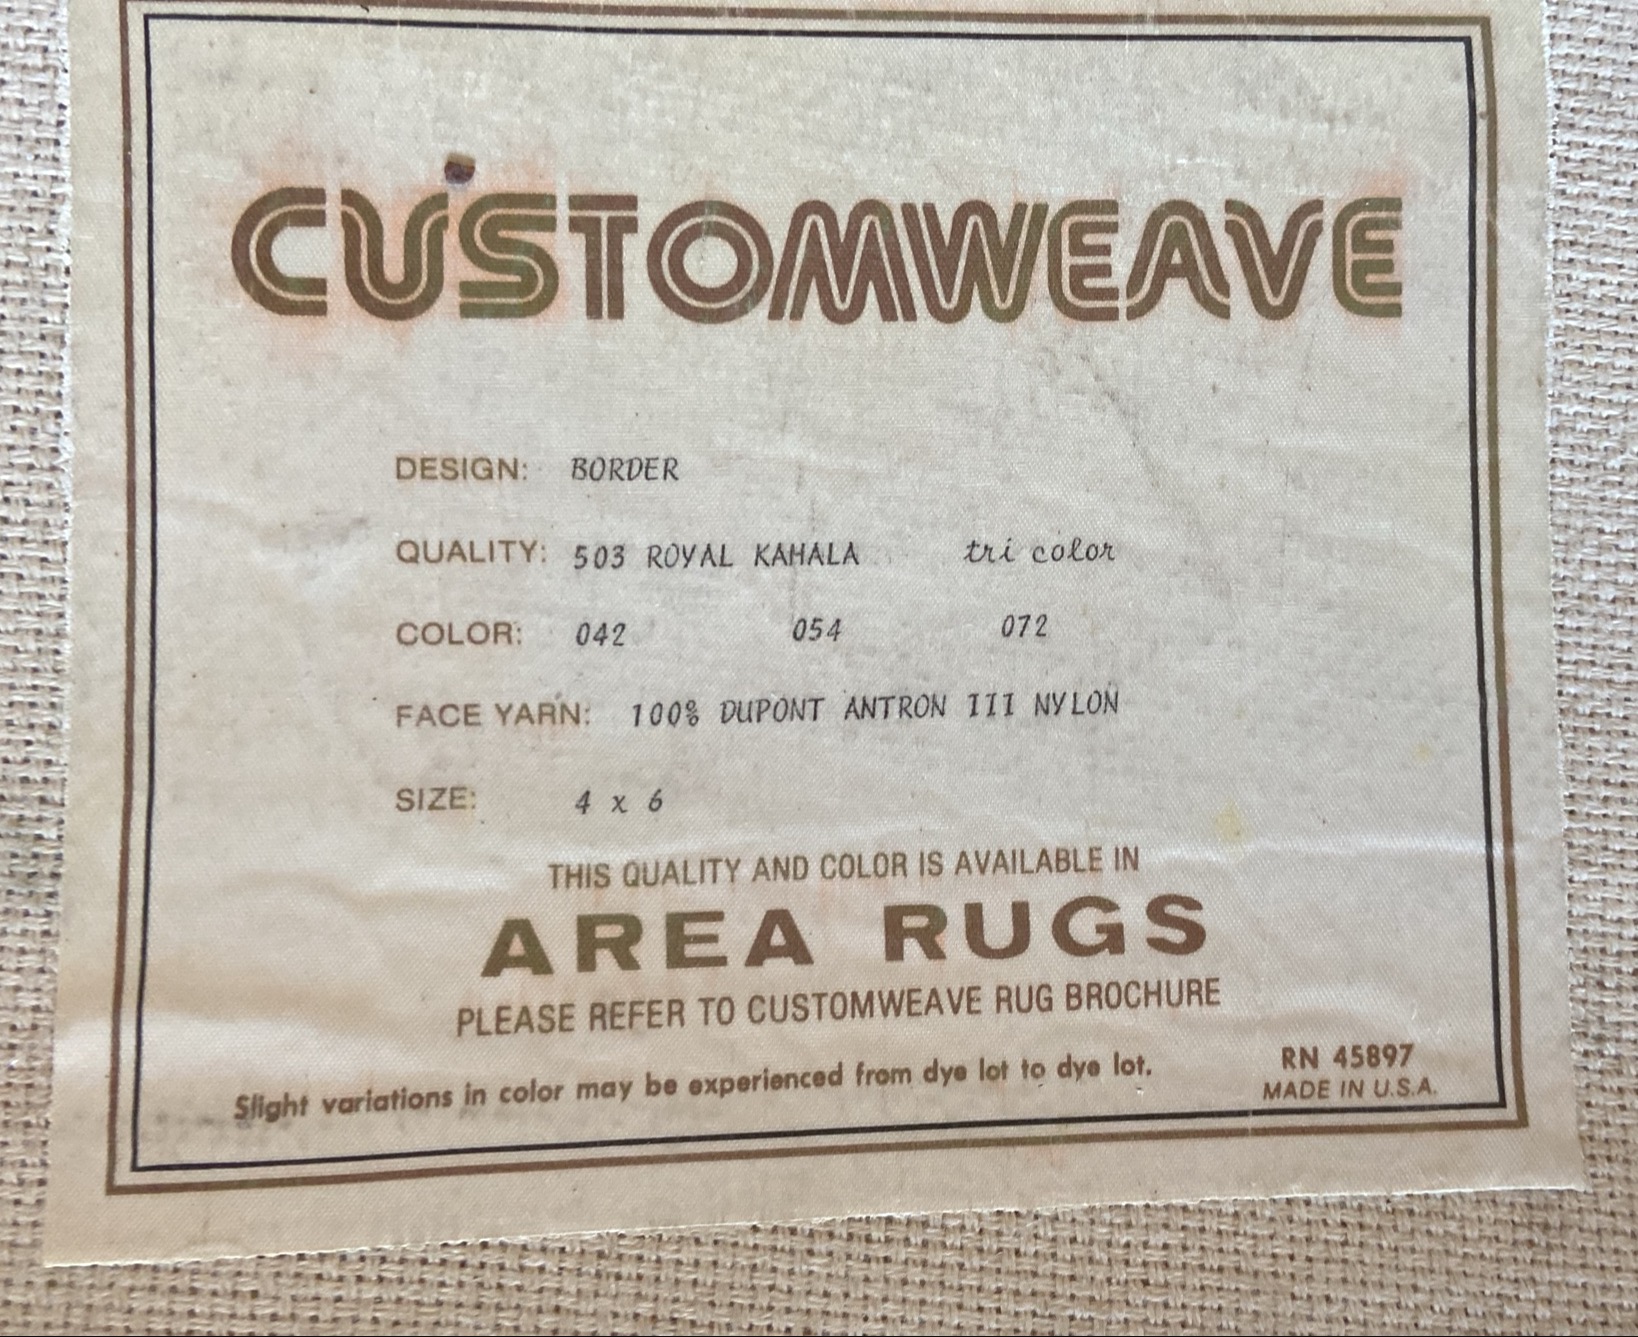 CUSTOMWEAVE
DESIGN: BORDER
QUALITY: 503 ROYAL KAHALA tri color
COLOR: 042 054 072
FACE YARN: 100% DUPONT ANTRON III NYLON
SIZE: 4 x 6
THIS QUALITY AND COLOR IS AVAILABLE IN
AREA RUGS
PLEASE REFER TO CUSTOMWEAVE RUG BROCHURE
Slight variations in color may be experienced from dye lot to dye lot.
RN 45897
MADE IN U.S.A.